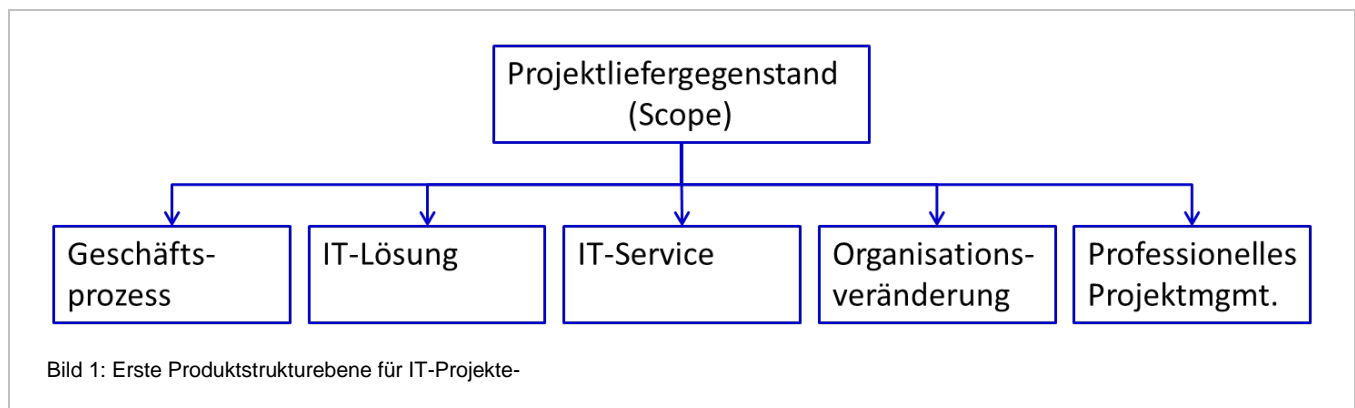 Projektliefergegenstand
(Scope)
Geschäfts-
prozess
IT-Lösung
IT-Service
Organisations-
veränderung
Professionelles
Projektmgmt.
Bild 1: Erste Produktstrukturebene für IT-Projekte-